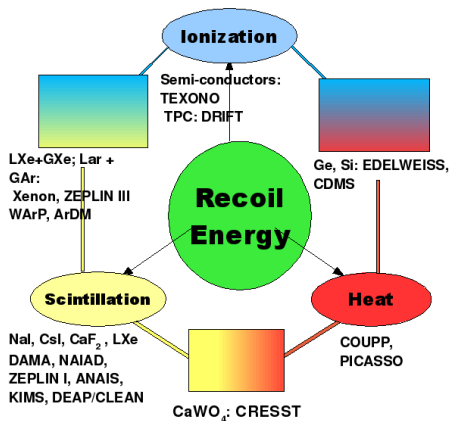 Ionization
Semi-conductors:
TEXONO
TPC: DRIFT
LXe+GXe; Lar +
GAr:
Xenon, ZEPLIN III
WArP, ArDM
Ge, Si: EDELWEISS,
CDMS
Recoil
Energy
Scintillation
Heat
NaI, CsI, CaF₂ , LXe
DAMA, NAIAD,
ZEPLIN I, ANAIS,
KIMS, DEAP/CLEAN
COUPP,
PICASSO
CaWO₄: CRESST